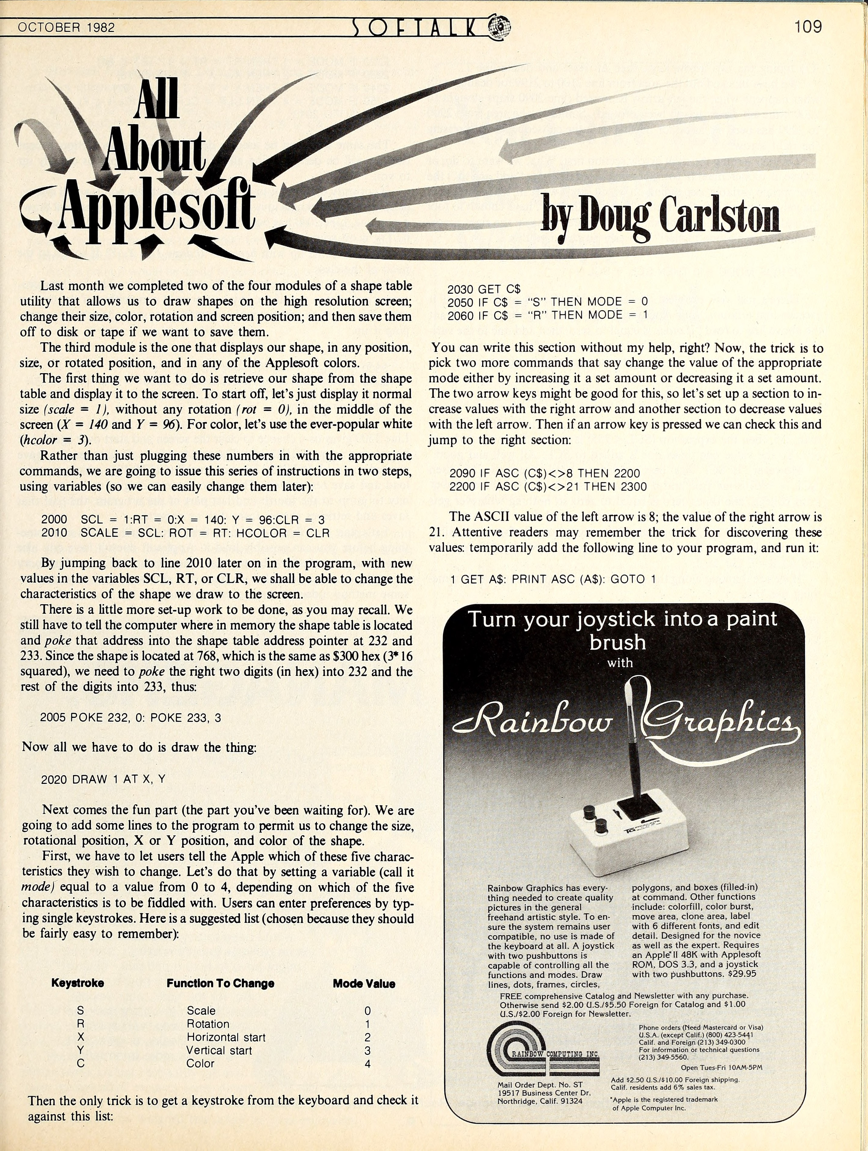 OCTOBER 1982
SOFTALK
109
All
About
Applesoft
by Doug Carlston
Last month we completed two of the four modules of a shape table
utility that allows us to draw shapes on the high resolution screen;
change their size, color, rotation and screen position; and then save them
off to disk or tape if we want to save them.
The third module is the one that displays our shape, in any position,
size, or rotated position, and in any of the Applesoft colors.
The first thing we want to do is retrieve our shape from the shape
table and display it to the screen. To start off, let's just display it normal
size (scale = 1), without any rotation (rot = 0), in the middle of the
screen (X = 140 and Y = 96). For color, let's use the ever-popular white
(hcolor = 3).
Rather than just plugging these numbers in with the appropriate
commands, we are going to issue this series of instructions in two steps,
using variables (so we can easily change them later):
2000 SCL = 1:RT = 0:X = 140: Y = 96:CLR = 3
2010 SCALE = SCL: ROT = RT: HCOLOR = CLR
By jumping back to line 2010 later on in the program, with new
values in the variables SCL, RT, or CLR, we shall be able to change the
characteristics of the shape we draw to the screen.
There is a little more set-up work to be done, as you may recall. We
still have to tell the computer where in memory the shape table is located
and poke that address into the shape table address pointer at 232 and
233. Since the shape is located at 768, which is the same as $300 hex (3*16
squared), we need to poke the right two digits (in hex) into 232 and the
rest of the digits into 233, thus:
2005 POKE 232, 0: POKE 233, 3
Now all we have to do is draw the thing:
2020 DRAW 1 AT X, Y
Next comes the fun part (the part you've been waiting for). We are
going to add some lines to the program to permit us to change the size,
rotational position, X or Y position, and color of the shape.
First, we have to let users tell the Apple which of these five charac-
teristics they wish to change. Let's do that by setting a variable (call it
mode) equal to a value from 0 to 4, depending on which of the five
characteristics is to be fiddled with. Users can enter preferences by typ-
ing single keystrokes. Here is a suggested list (chosen because they should
be fairly easy to remember):
Keystroke Function To Change Mode Value
S Scale 0
R Rotation 1
X Horizontal start 2
Y Vertical start 3
C Color 4
Then the only trick is to get a keystroke from the keyboard and check it
against this list:
2030 GET C$
2050 IF C$ = "S" THEN MODE = 0
2060 IF C$ = "R" THEN MODE = 1
You can write this section without my help, right? Now, the trick is to
pick two more commands that say change the value of the appropriate
mode either by increasing it a set amount or decreasing it a set amount.
The two arrow keys might be good for this, so let's set up a section to in-
crease values with the right arrow and another section to decrease values
with the left arrow. Then if an arrow key is pressed we can check this and
jump to the right section:
2090 IF ASC (C$)<>8 THEN 2200
2200 IF ASC (C$)<>21 THEN 2300
The ASCII value of the left arrow is 8; the value of the right arrow is
21. Attentive readers may remember the trick for discovering these
values: temporarily add the following line to your program, and run it:
1 GET A$: PRINT ASC (A$): GOTO 1
Turn your joystick into a paint
brush
with
Rainbow Graphics
Rainbow Graphics has every-
thing needed to create quality
pictures in the general
freehand artistic style. To en-
sure the system remains user
compatible, no use is made of
the keyboard at all. A joystick
with two pushbuttons is
capable of controlling all the
functions and modes. Draw
lines, dots, frames, circles,
polygons, and boxes (filled-in)
at command. Other functions
include: colorfill, color burst,
move area, clone area, label
with 6 different fonts, and edit
detail. Designed for the novice
as well as the expert. Requires
an Apple* II 48K with Applesoft
ROM, DOS 3.3, and a joystick
with two pushbuttons. $29.95
FREE comprehensive Catalog and Newsletter with any purchase.
Otherwise send $2.00 U.S./$5.50 Foreign for Catalog and $1.00
U.S./$2.00 Foreign for Newsletter.
RAINBOW COMPUTING INC.
Mail Order Dept. No. ST
19517 Business Center Dr.
Northridge, Calif. 91324
Phone orders (Need Mastercard or Visa)
U.S.A. (except Calif.) (800) 423-5441
Calif. and Foreign (213) 349-0300
For information or technical questions
(213) 349-5560.
Open Tues-Fri 10AM-5PM
Add $2.50 U.S./$10.00 Foreign shipping.
Calif. residents add 6% sales tax.
*Apple is the registered trademark
of Apple Computer Inc.